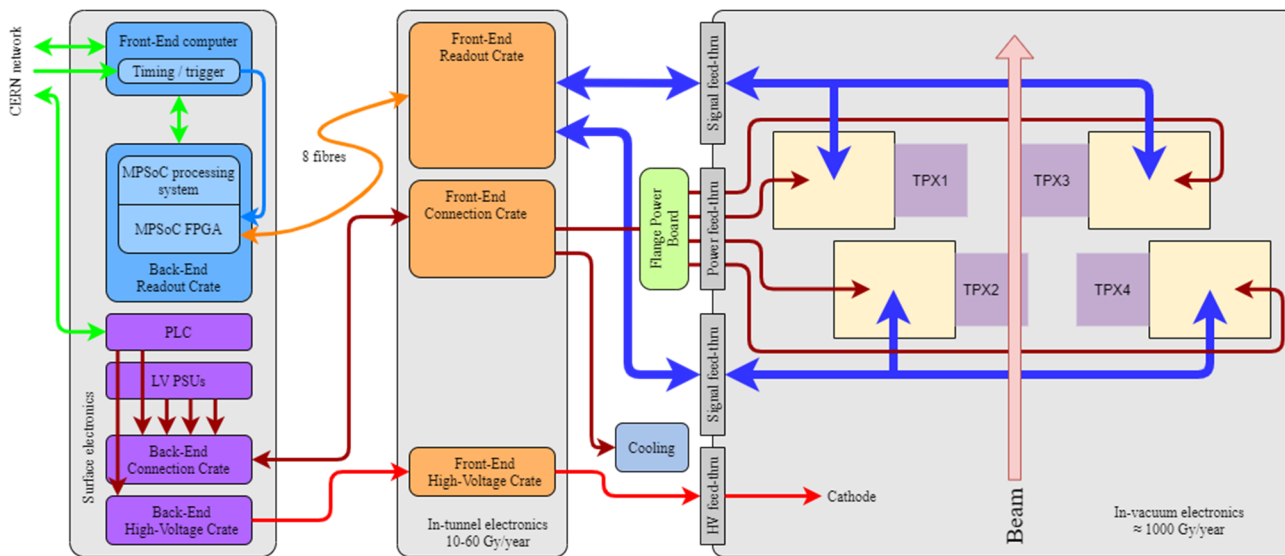 CERN network
Front-End computer
Timing / trigger
MPSoC processing
system
MPSoC FPGA
Back-End
Readout Crate
PLC
LV PSUs
Back-End
Connection Crate
Back-End
High-Voltage Crate
Surface electronics
8 fibres
Front-End
Readout Crate
Front-End
Connection Crate
Front-End
High-Voltage Crate
In-tunnel electronics
10-60 Gy/year
Flange Power
Board
Cooling
Signal feed-thru
Power feed-thru
Signal feed-thru
HV feed-thru
TPX1
TPX3
TPX2
TPX4
Cathode
Beam
In-vacuum electronics
≈ 1000 Gy/year